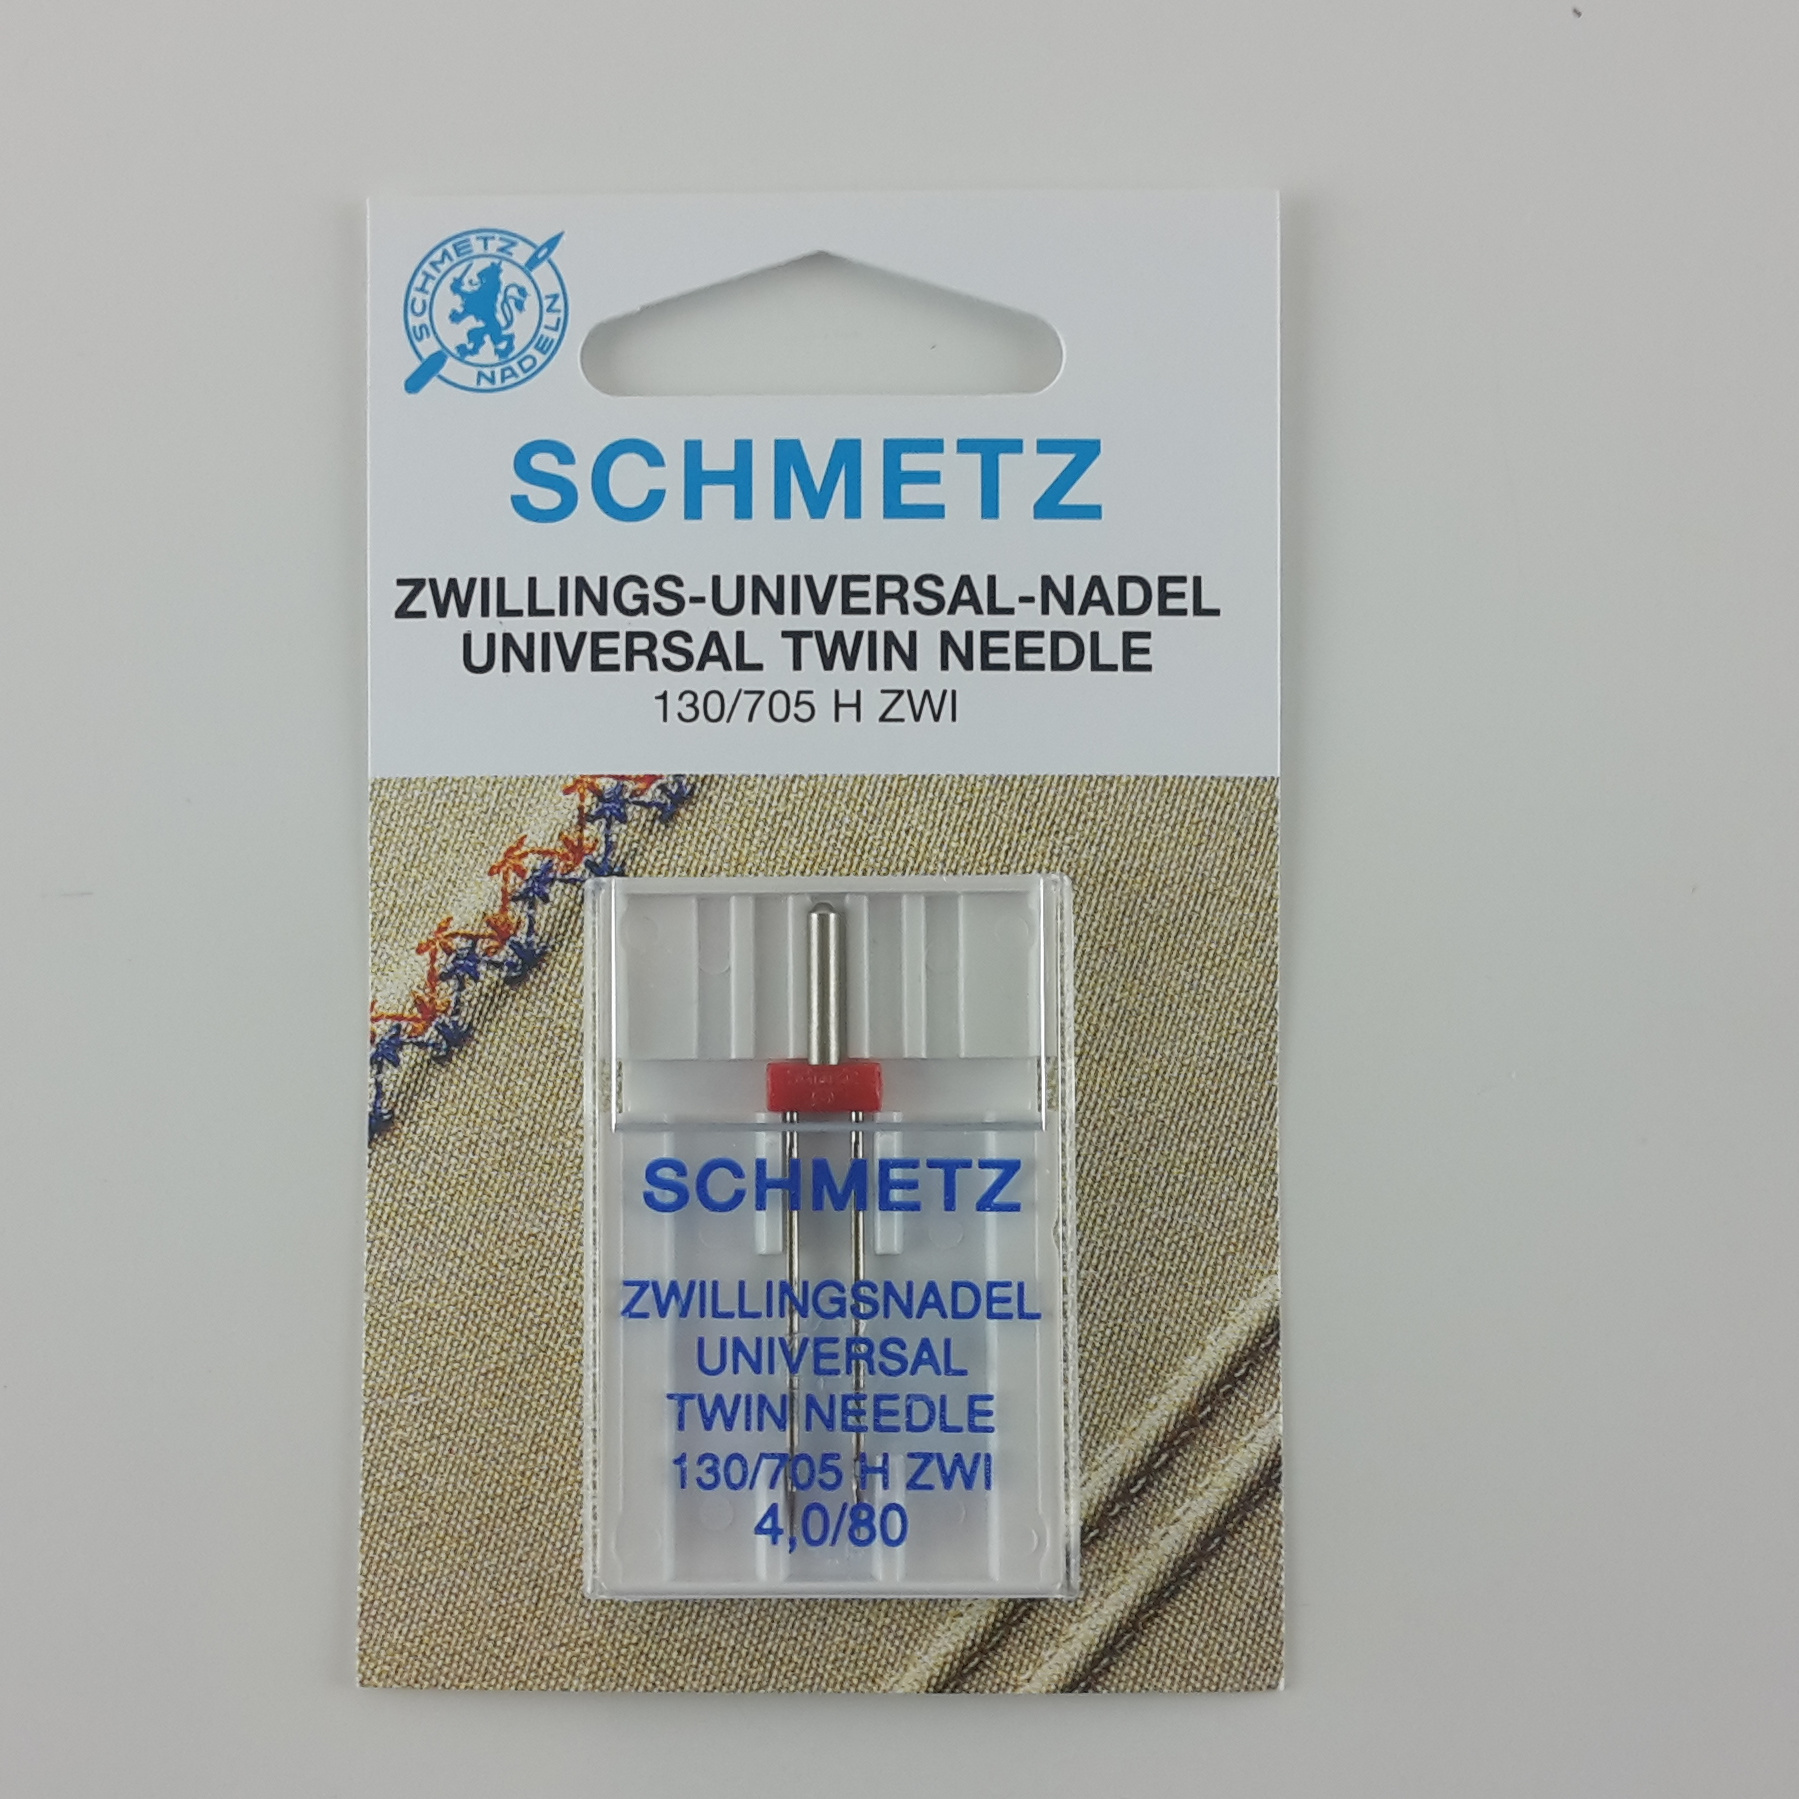 SCHMETZ
NADELN
SCHMETZ
ZWILLINGS-UNIVERSAL-NADEL
UNIVERSAL TWIN NEEDLE
130/705 H ZWI
SCHMETZ
ZWILLINGSNADEL
UNIVERSAL
TWIN NEEDLE
130/705 H ZWI
4,0/80